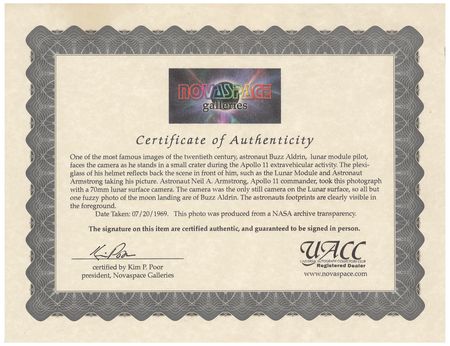 NOVASPACE
galleries
Certificate of Authenticity
One of the most famous images of the twentieth century, astronaut Buzz Aldrin, lunar module pilot,
faces the camera as he stands in a small crater during the Apollo 11 extravehicular activity. The plexi-
glass of his helmet reflects back the scene in front of him, such as the Lunar Module and Astronaut
Armstrong taking his picture. Astronaut Neil A. Armstrong, Apollo 11 commander, took this photograph
with a 70mm lunar surface camera. The camera was the only still camera on the Lunar surface, so all but
one fuzzy photo of the moon landing are of Buzz Aldrin. The astronauts footprints are clearly visible in
the foreground.
Date Taken: 07/20/1969. This photo was produced from a NASA archive transparency.
The signature on this item are certified authentic, and guaranteed to be signed in person.
certified by Kim P. Poor
president, Novaspace Galleries
UACC
UNIVERSAL AUTOGRAPH COLLECTORS CLUB
Registered Dealer
www.novaspace.com